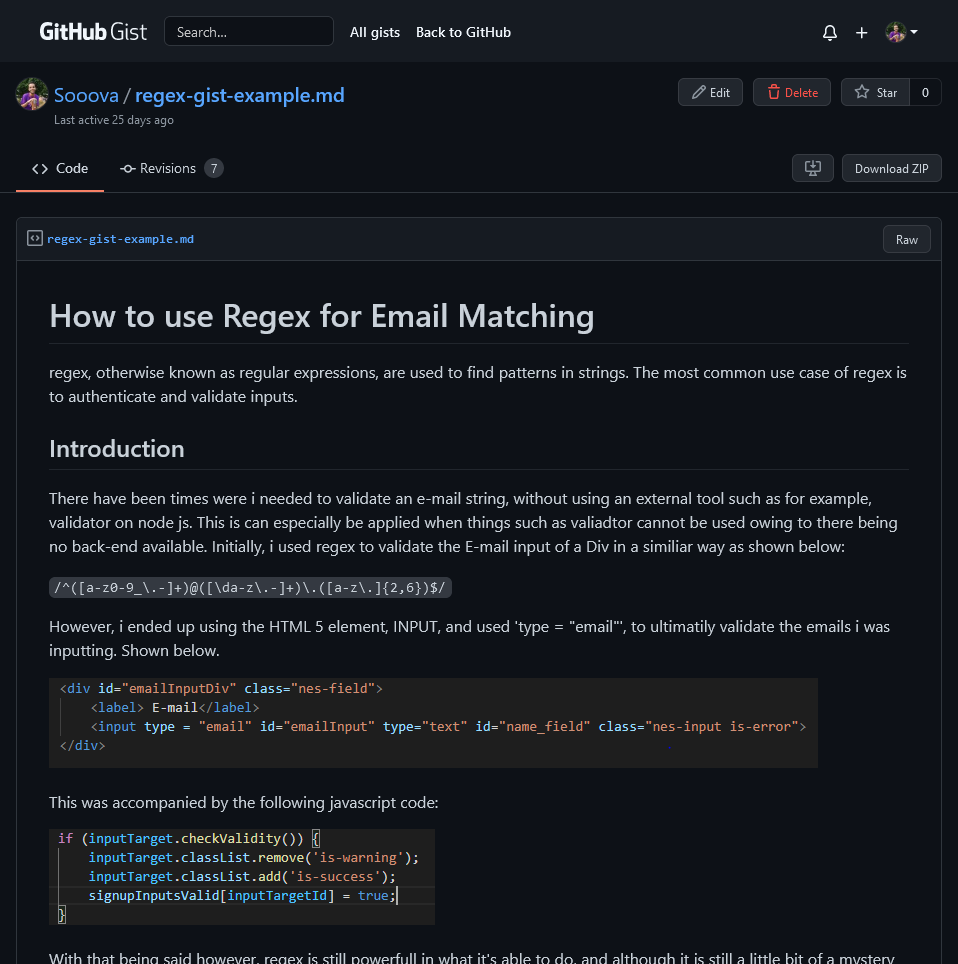 GitHub Gist Search... All gists Back to GitHub
Sooova / regex-gist-example.md Edit Delete Star 0
Last active 25 days ago
Code Revisions 7 Download ZIP
regex-gist-example.md Raw
How to use Regex for Email Matching
regex, otherwise known as regular expressions, are used to find patterns in strings. The most common use case of regex is
to authenticate and validate inputs.
Introduction
There have been times were i needed to validate an e-mail string, without using an external tool such as for example,
validator on node js. This is can especially be applied when things such as valiadtor cannot be used owing to there being
no back-end available. Initially, i used regex to validate the E-mail input of a Div in a similiar way as shown below:
/^([a-z0-9_\.-]+)@([\da-z\.-]+)\.([a-z\.]{2,6})$/
However, i ended up using the HTML 5 element, INPUT, and used 'type = "email"', to ultimatily validate the emails i was
inputting. Shown below.
<div id="emailInputDiv" class="nes-field">
<label> E-mail</label>
<input type = "email" id="emailInput" type="text" id="name_field" class="nes-input is-error">
</div>
This was accompanied by the following javascript code:
if (inputTarget.checkValidity()) {
inputTarget.classList.remove('is-warning');
inputTarget.classList.add('is-success');
signupInputsValid[inputTargetId] = true;
}
With that being said however, regex is still powerfull in what it's able to do, and although it is still a little bit of a mystery